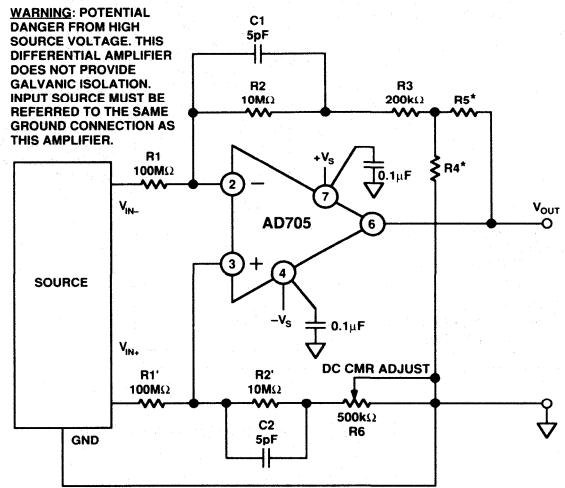 WARNING: POTENTIAL
DANGER FROM HIGH
SOURCE VOLTAGE. THIS
DIFFERENTIAL AMPLIFIER
DOES NOT PROVIDE
GALVANIC ISOLATION.
INPUT SOURCE MUST BE
REFERRED TO THE SAME
GROUND CONNECTION AS
THIS AMPLIFIER.
C1
5pF
R2
10MΩ
R3
200kΩ
R5*
R1
100MΩ
+VS
0.1µF
R4*
2
−
7
VIN−
AD705
6
VOUT
SOURCE
3
+
4
−VS
0.1µF
VIN+
R1'
100MΩ
R2'
10MΩ
DC CMR ADJUST
500kΩ
R6
C2
5pF
GND